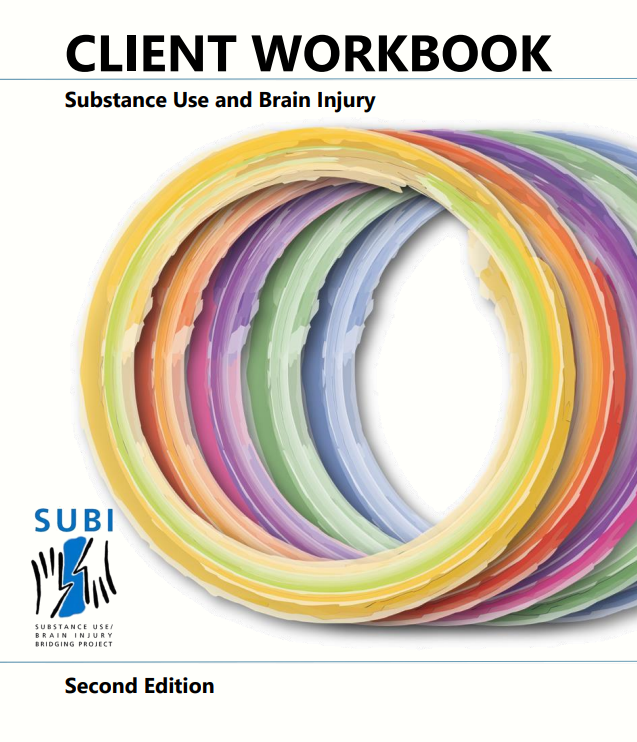 CLIENT WORKBOOK
Substance Use and Brain Injury
SUBI
SUBSTANCE USE/
BRAIN INJURY
BRIDGING PROJECT
Second Edition